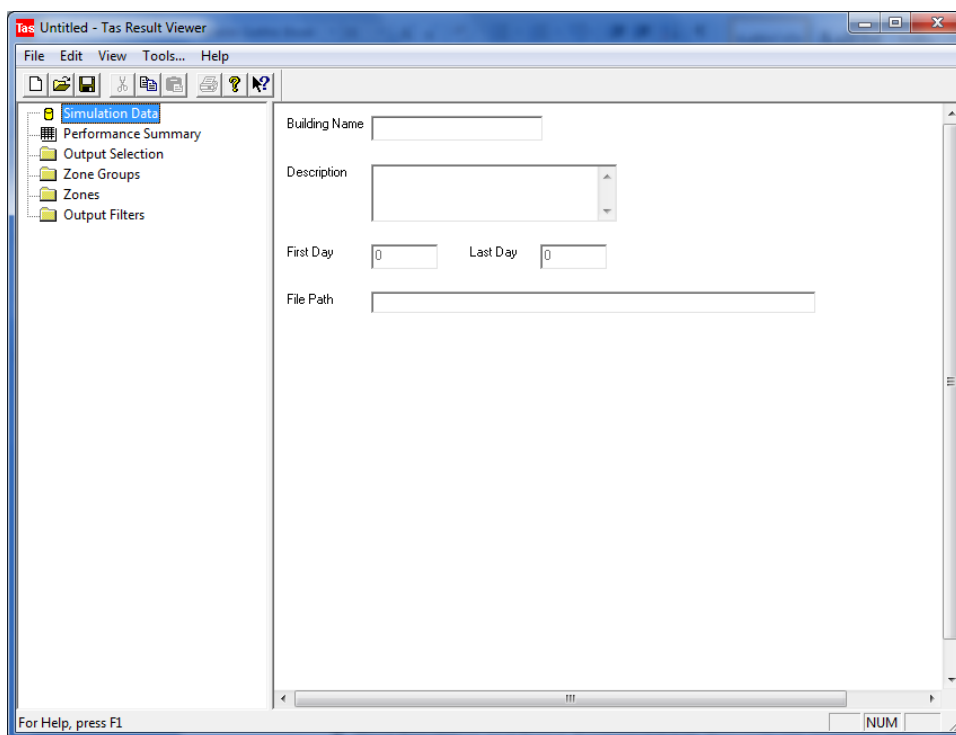 Tas Untitled - Tas Result Viewer
File Edit View Tools... Help
Simulation Data
Performance Summary
Output Selection
Zone Groups
Zones
Output Filters
Building Name
Description
First Day 0 Last Day 0
File Path
For Help, press F1 NUM